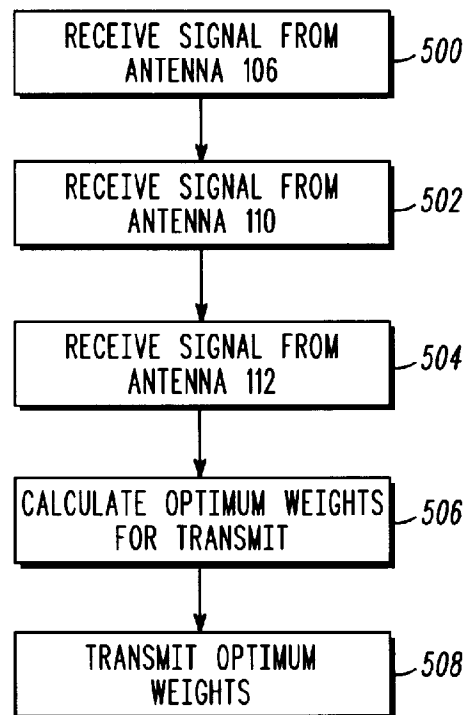 RECEIVE SIGNAL FROM
ANTENNA 106
500
RECEIVE SIGNAL FROM
ANTENNA 110
502
RECEIVE SIGNAL FROM
ANTENNA 112
504
CALCULATE OPTIMUM WEIGHTS
FOR TRANSMIT
506
TRANSMIT OPTIMUM
WEIGHTS
508